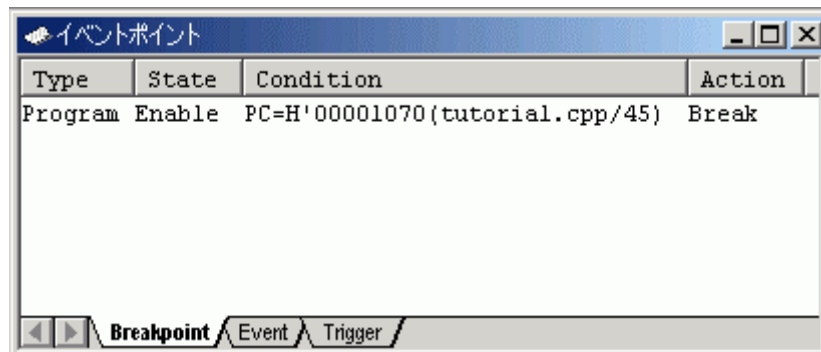 イベントポイント
Type State Condition Action
Program Enable PC=H'00001070(tutorial.cpp/45) Break
Breakpoint Event Trigger